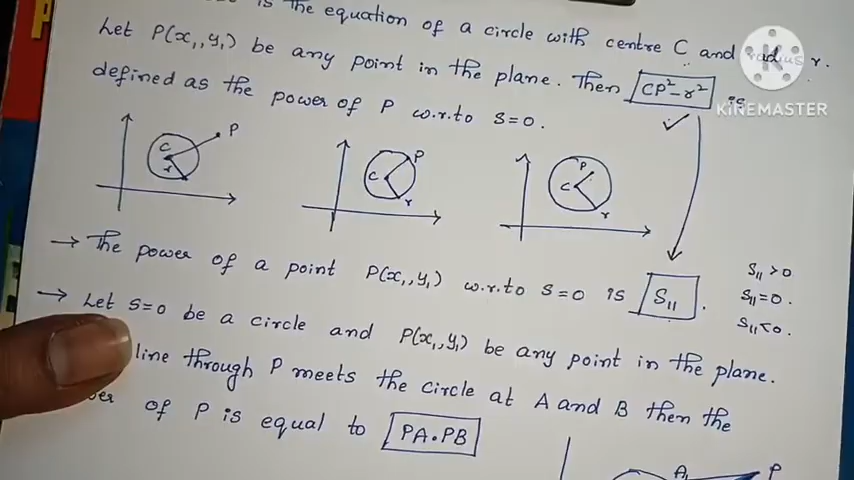 is the equation of a circle with centre C and radius r.
Let P(x₁,y₁) be any point in the plane. Then CP²-r² is
defined as the power of P w.r.to S=0.
KINEMASTER
C P r
C P r
C P r
→ The power of a point P(x₁,y₁) w.r.to S=0 is S₁₁.
S₁₁>0
S₁₁=0.
S₁₁<0.
→ Let S=0 be a circle and P(x₁,y₁) be any point in the plane.
line through P meets the circle at A and B then the
of P is equal to PA.PB
A P